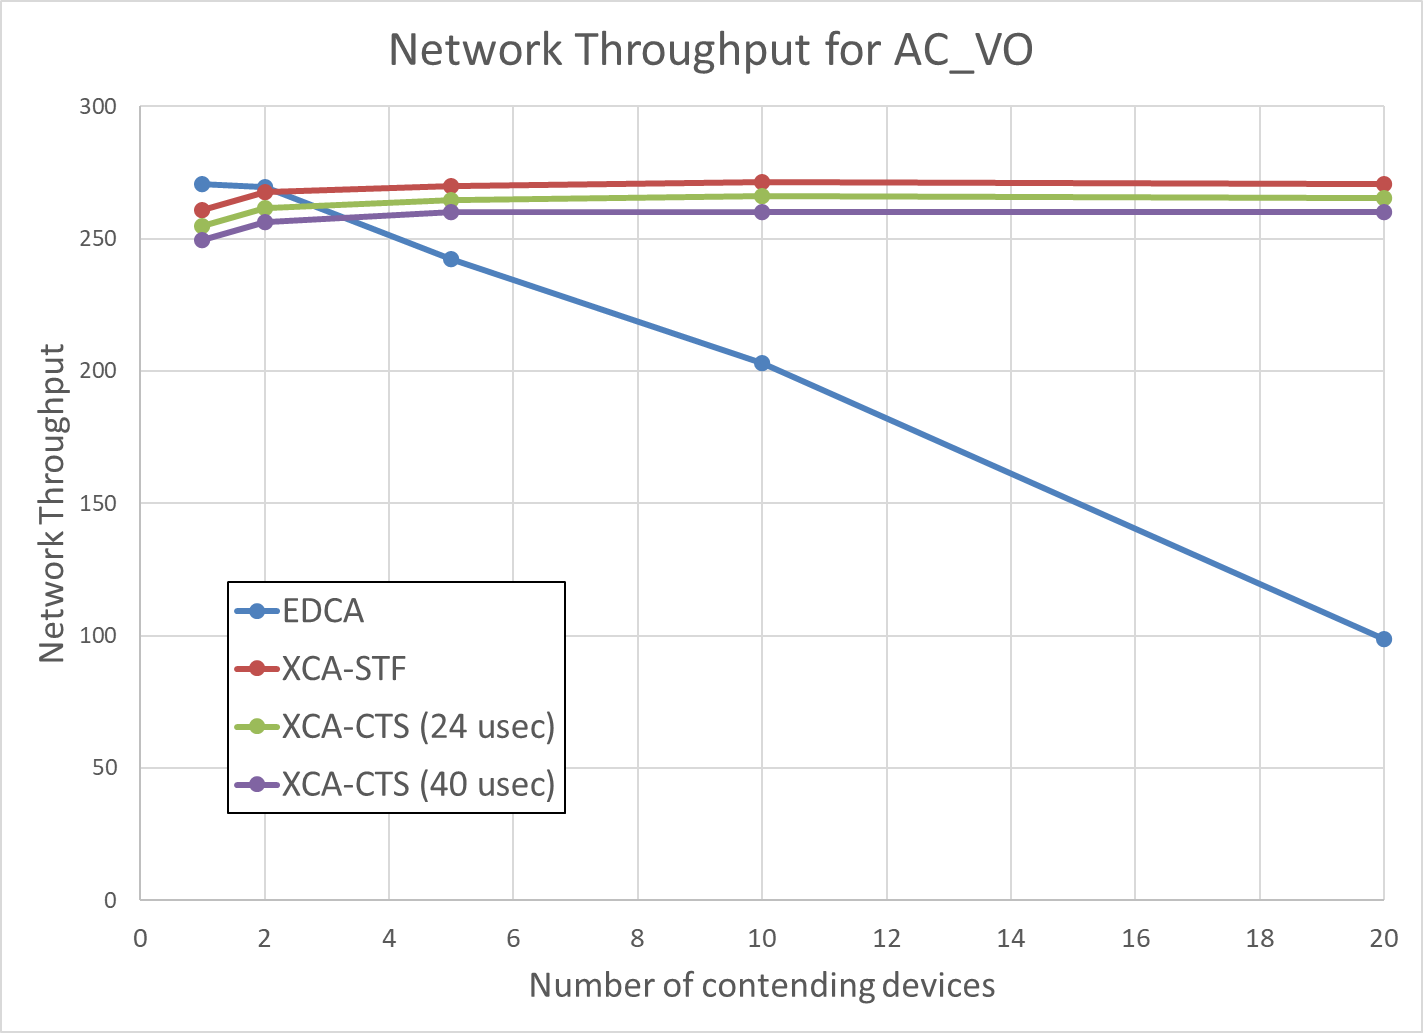 Network Throughput for AC_VO
300
250
200
150
100
50
0
Network Throughput
EDCA
XCA-STF
XCA-CTS (24 usec)
XCA-CTS (40 usec)
0 2 4 6 8 10 12 14 16 18 20
Number of contending devices